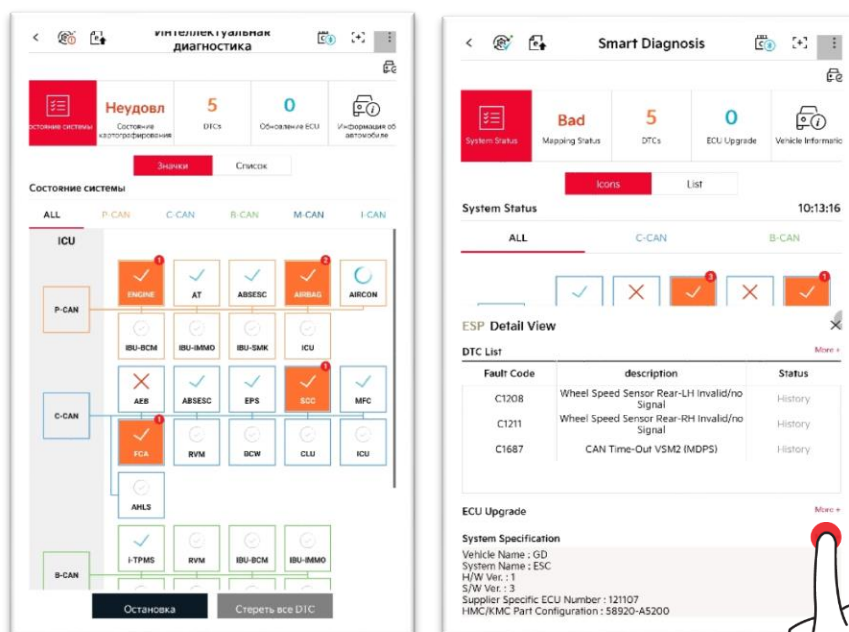 Интеллектуальная
диагностика
Неудовл
5
0
Состояние системы
Состояние
картографирования
DTCs
Обновление ECU
Информация об
автомобиле
Значки
Список
Состояние системы
ALL
P-CAN
C-CAN
B-CAN
M-CAN
I-CAN
ICU
P-CAN
1
2
ENGINE
AT
ABSESC
AIRBAG
AIRCON
IBU-BCM
IBU-IMMO
IBU-SMK
ICU
C-CAN
1
AEB
ABSESC
EPS
SCC
MFC
1
FCA
RVM
BCW
CLU
ICU
AHLS
B-CAN
i-TPMS
RVM
IBU-BCM
IBU-IMMO
Остановка
Стереть все DTC
Smart Diagnosis
Bad
5
0
System Status
Mapping Status
DTCs
ECU Upgrade
Vehicle Informatic
Icons
List
System Status
10:13:16
ALL
C-CAN
B-CAN
3
1
ESP Detail View
DTC List
More +
Fault Code
description
Status
C1208
Wheel Speed Sensor Rear-LH Invalid/no
Signal
History
C1211
Wheel Speed Sensor Rear-RH Invalid/no
Signal
History
C1687
CAN Time-Out VSM2 (MDPS)
History
ECU Upgrade
More +
System Specification
Vehicle Name : GD
System Name : ESC
H/W Ver. : 1
S/W Ver. : 3
Supplier Specific ECU Number : 121107
HMC/KMC Part Configuration : 58920-A5200